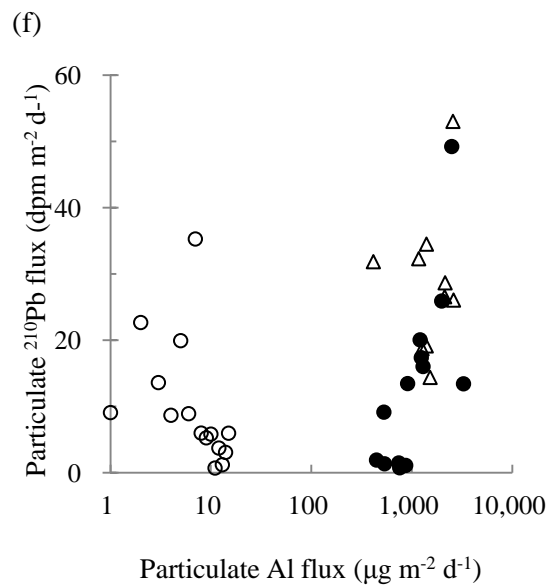 (f)
Particulate ²¹⁰Pb flux (dpm m⁻² d⁻¹)
60
40
20
0
1 10 100 1,000 10,000
Particulate Al flux (µg m⁻² d⁻¹)